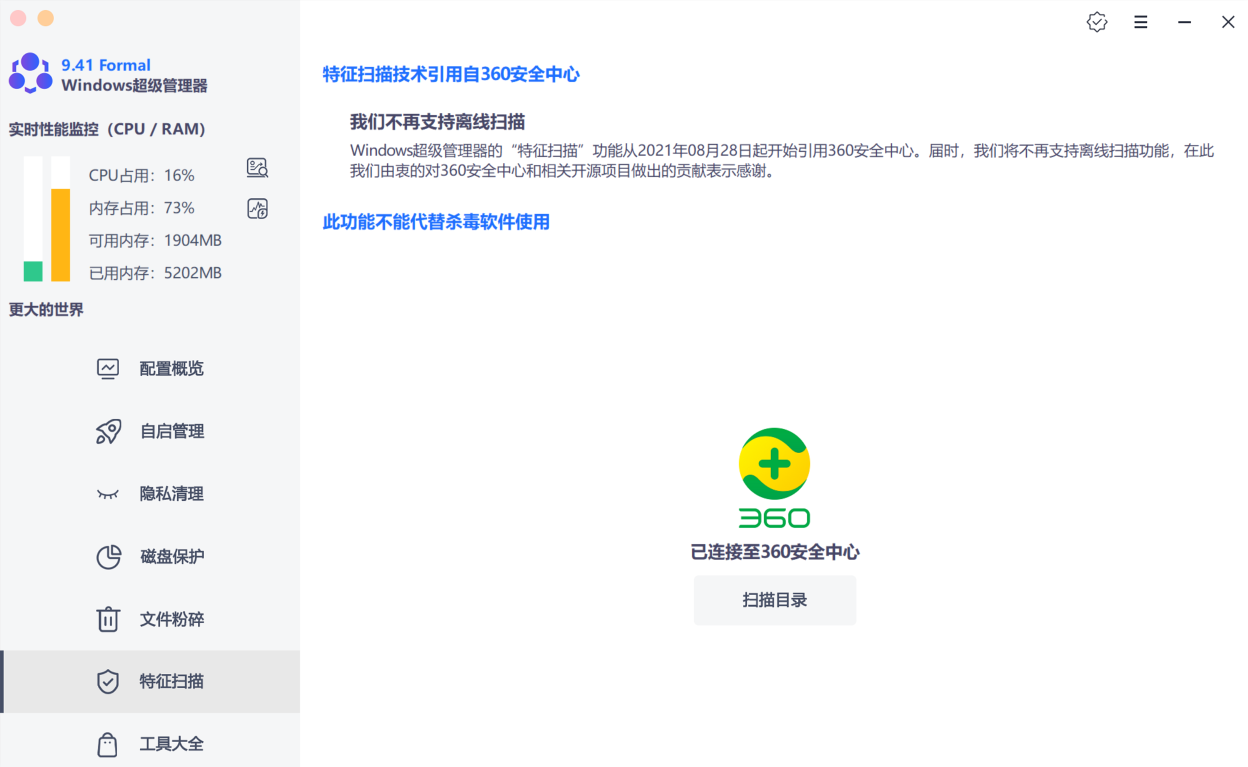 9.41 Formal
Windows超级管理器
实时性能监控（CPU / RAM）
CPU占用：16%
内存占用：73%
可用内存：1904MB
已用内存：5202MB
更大的世界
配置概览
自启管理
隐私清理
磁盘保护
文件粉碎
特征扫描
工具大全
特征扫描技术引用自360安全中心
我们不再支持离线扫描
Windows超级管理器的“特征扫描”功能从2021年08月28日起开始引用360安全中心。届时，我们将不再支持离线扫描功能，在此
我们由衷的对360安全中心和相关开源项目做出的贡献表示感谢。
此功能不能代替杀毒软件使用
360
已连接至360安全中心
扫描目录